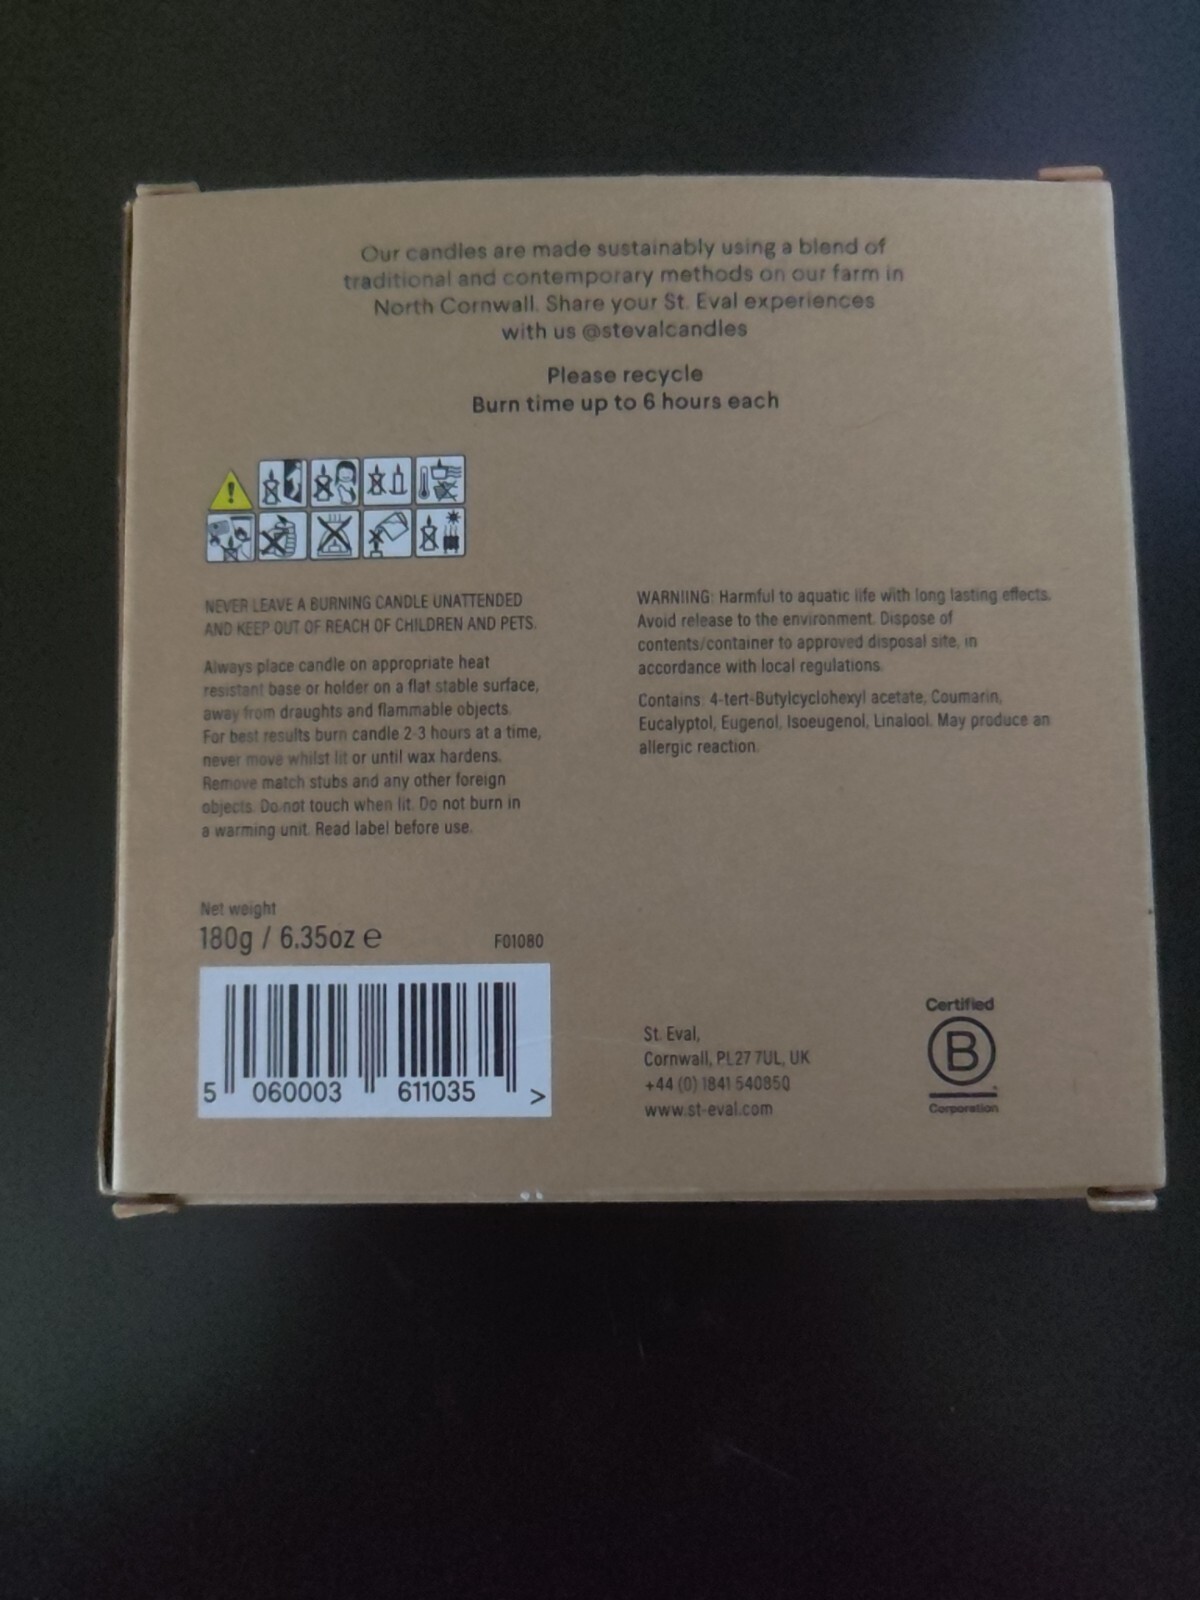 Our candles are made sustainably using a blend of
traditional and contemporary methods on our farm in
North Cornwall. Share your St. Eval experiences
with us @stevalcandles
Please recycle
Burn time up to 6 hours each
NEVER LEAVE A BURNING CANDLE UNATTENDED
AND KEEP OUT OF REACH OF CHILDREN AND PETS.
Always place candle on appropriate heat
resistant base or holder on a flat stable surface,
away from draughts and flammable objects.
For best results burn candle 2-3 hours at a time,
never move whilst lit or until wax hardens.
Remove match stubs and any other foreign
objects. Do not touch when lit. Do not burn in
a warming unit. Read label before use.
WARNIING: Harmful to aquatic life with long lasting effects.
Avoid release to the environment. Dispose of
contents/container to approved disposal site, in
accordance with local regulations.
Contains: 4-tert-Butylcyclohexyl acetate, Coumarin,
Eucalyptol, Eugenol, Isoeugenol, Linalool. May produce an
allergic reaction.
Net weight
180g / 6.35oz e
F01080
5 060003 611035 >
St. Eval,
Cornwall, PL27 7UL, UK
+44 (0) 1841 540850
www.st-eval.com
Certified
B
Corporation